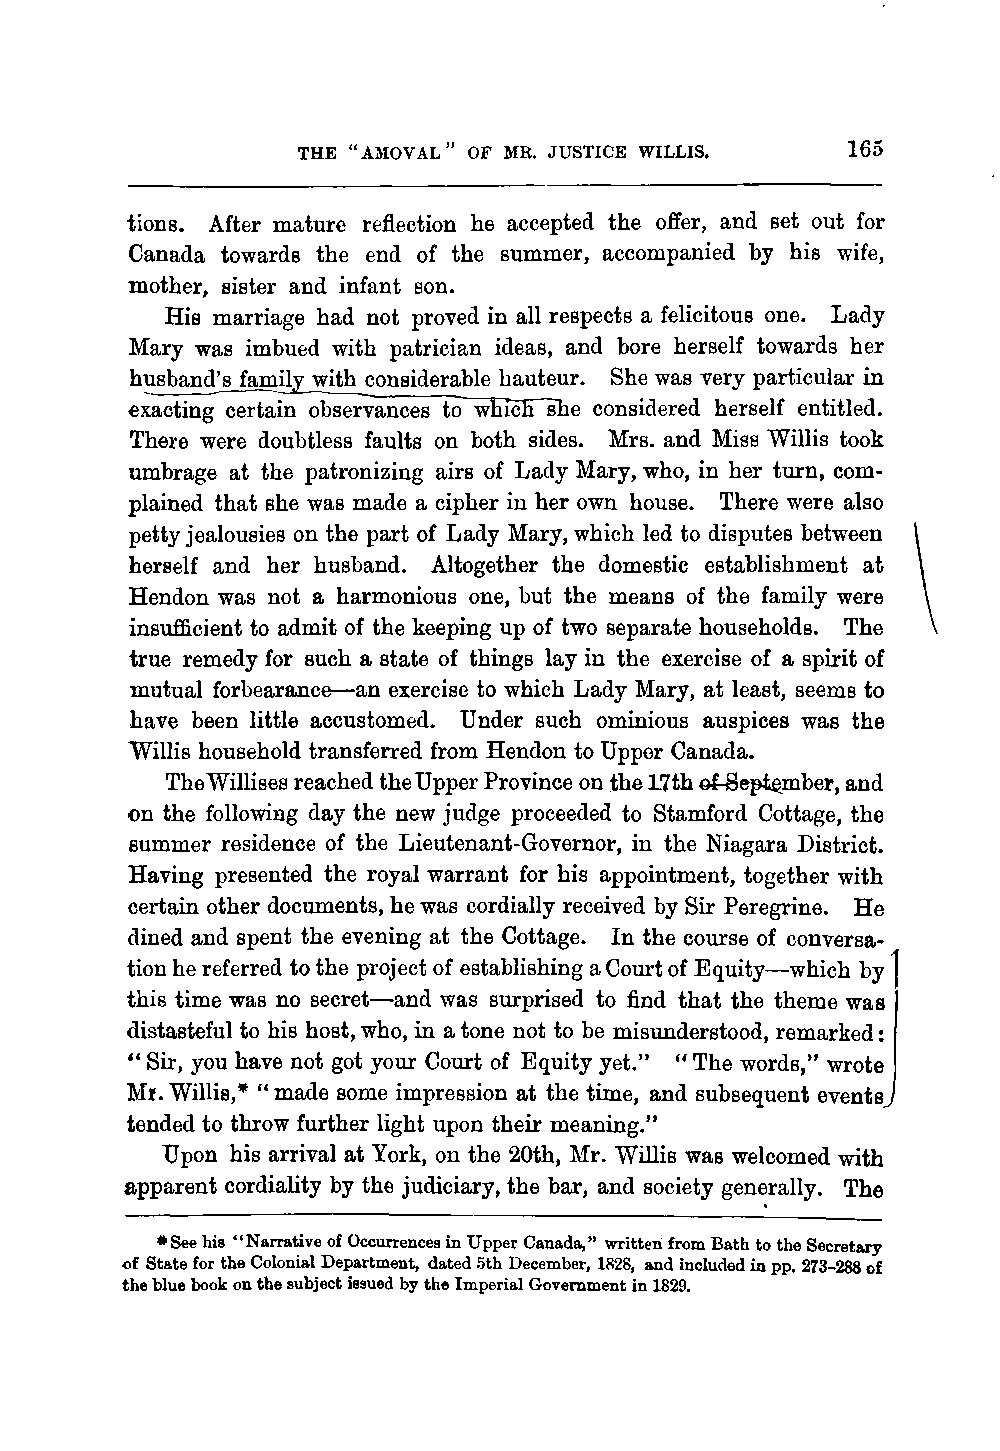 THE "AMOVAL" OF MR. JUSTICE WILLIS. 165
tions. After mature reflection he accepted the offer, and set out for
Canada towards the end of the summer, accompanied by his wife,
mother, sister and infant son.
His marriage had not proved in all respects a felicitous one. Lady
Mary was imbued with patrician ideas, and bore herself towards her
husband's family with considerable hauteur. She was very particular in
exacting certain observances to which she considered herself entitled.
There were doubtless faults on both sides. Mrs. and Miss Willis took
umbrage at the patronizing airs of Lady Mary, who, in her turn, com-
plained that she was made a cipher in her own house. There were also
petty jealousies on the part of Lady Mary, which led to disputes between
herself and her husband. Altogether the domestic establishment at
Hendon was not a harmonious one, but the means of the family were
insufficient to admit of the keeping up of two separate households. The
true remedy for such a state of things lay in the exercise of a spirit of
mutual forbearance—an exercise to which Lady Mary, at least, seems to
have been little accustomed. Under such ominious auspices was the
Willis household transferred from Hendon to Upper Canada.
The Willises reached the Upper Province on the 17th of September, and
on the following day the new judge proceeded to Stamford Cottage, the
summer residence of the Lieutenant-Governor, in the Niagara District.
Having presented the royal warrant for his appointment, together with
certain other documents, he was cordially received by Sir Peregrine. He
dined and spent the evening at the Cottage. In the course of conversa-
tion he referred to the project of establishing a Court of Equity—which by
this time was no secret—and was surprised to find that the theme was
distasteful to his host, who, in a tone not to be misunderstood, remarked:
"Sir, you have not got your Court of Equity yet." "The words," wrote
Mr. Willis,* "made some impression at the time, and subsequent events
tended to throw further light upon their meaning."
Upon his arrival at York, on the 20th, Mr. Willis was welcomed with
apparent cordiality by the judiciary, the bar, and society generally. The
*See his "Narrative of Occurrences in Upper Canada," written from Bath to the Secretary
of State for the Colonial Department, dated 5th December, 1828, and included in pp. 273-288 of
the blue book on the subject issued by the Imperial Government in 1829.